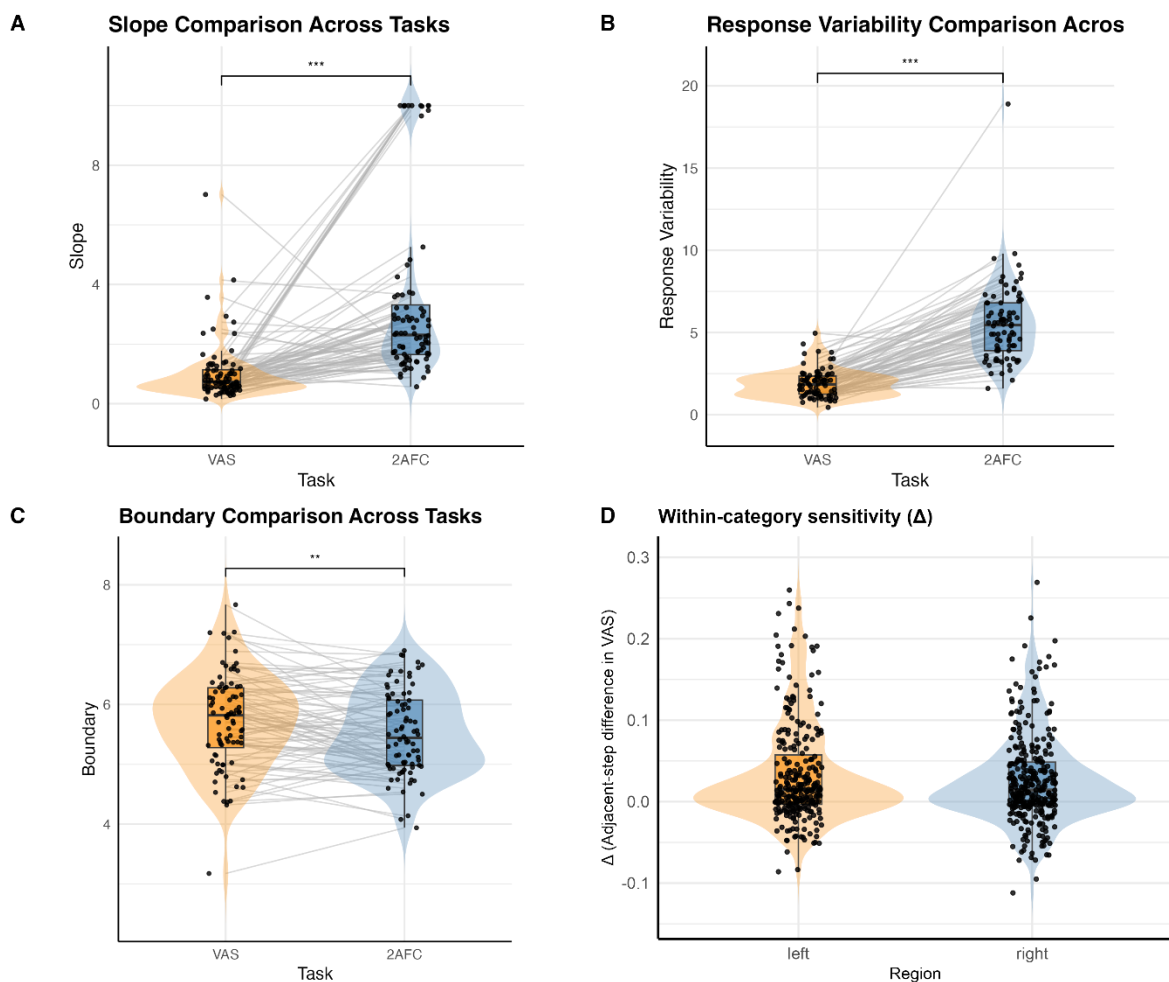 A
Slope Comparison Across Tasks
***
8
4
0
Slope
VAS
2AFC
Task
B
Response Variability Comparison Acros
***
20
15
10
5
0
Response Variability
VAS
2AFC
Task
C
Boundary Comparison Across Tasks
**
8
6
4
Boundary
VAS
2AFC
Task
D
Within-category sensitivity (Δ)
0.3
0.2
0.1
0.0
-0.1
Δ (Adjacent-step difference in VAS)
left
right
Region